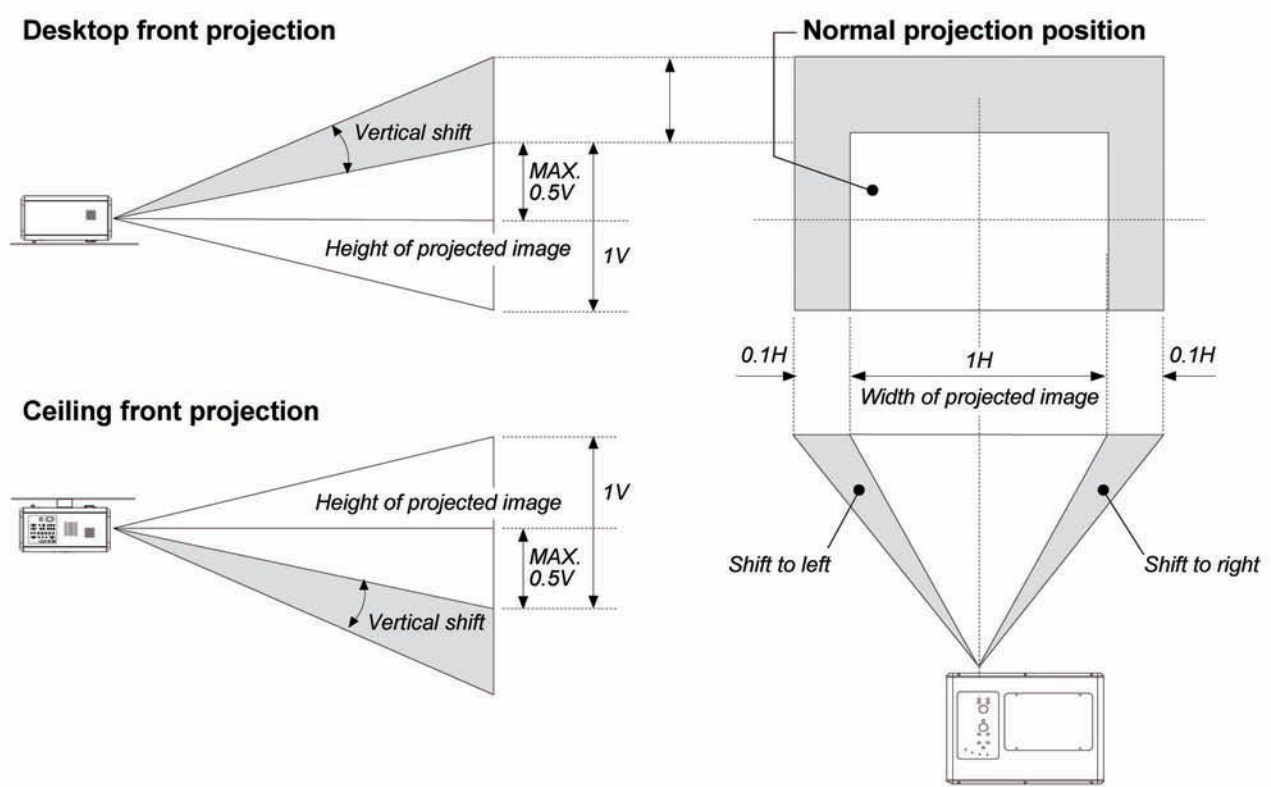 Desktop front projection
Normal projection position
Vertical shift
MAX.
0.5V
Height of projected image
1V
0.1H
1H
0.1H
Width of projected image
Ceiling front projection
Height of projected image
1V
MAX.
0.5V
Vertical shift
Shift to left
Shift to right